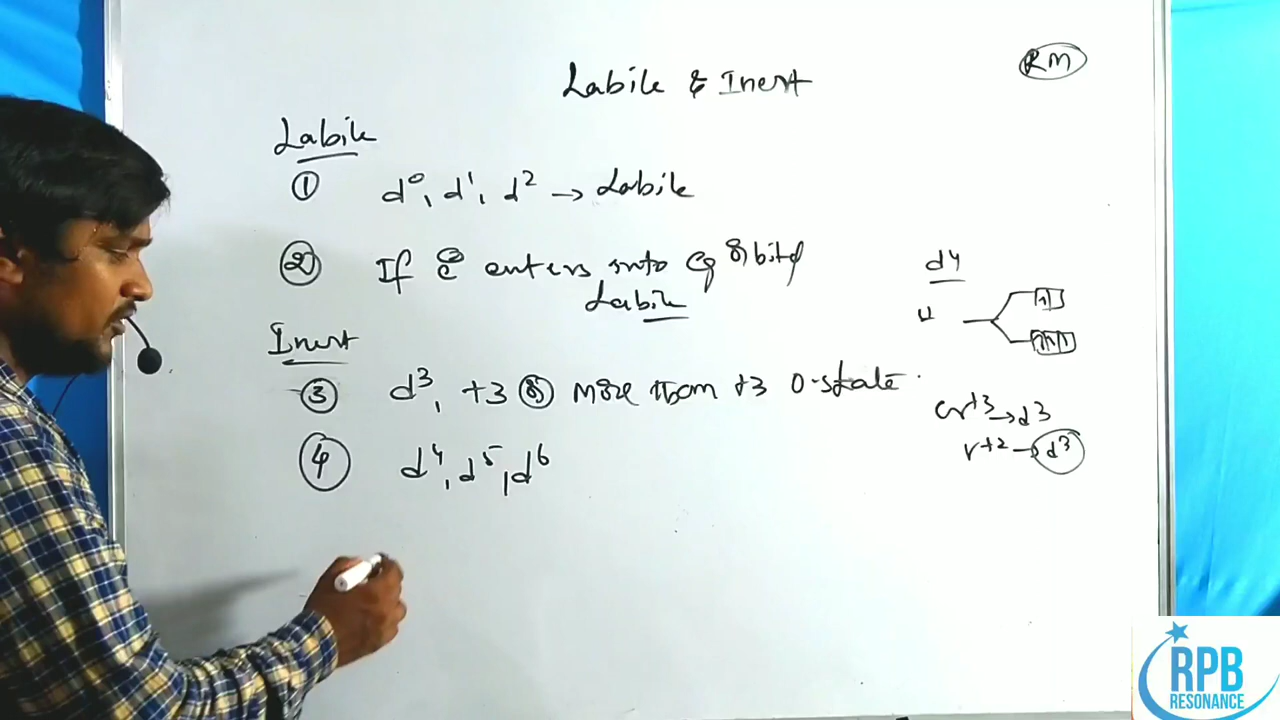 RM
Labile & Inert
Labile
① d⁰, d¹, d² → Labile
② If e⁻ enters into eg orbital
Labile
d4
Inert
③ d³, +3 or more than +3 O·state
Cr+3 → d3
V+2 → d³
④ d⁴, d⁵, d⁶
RPB
RESONANCE